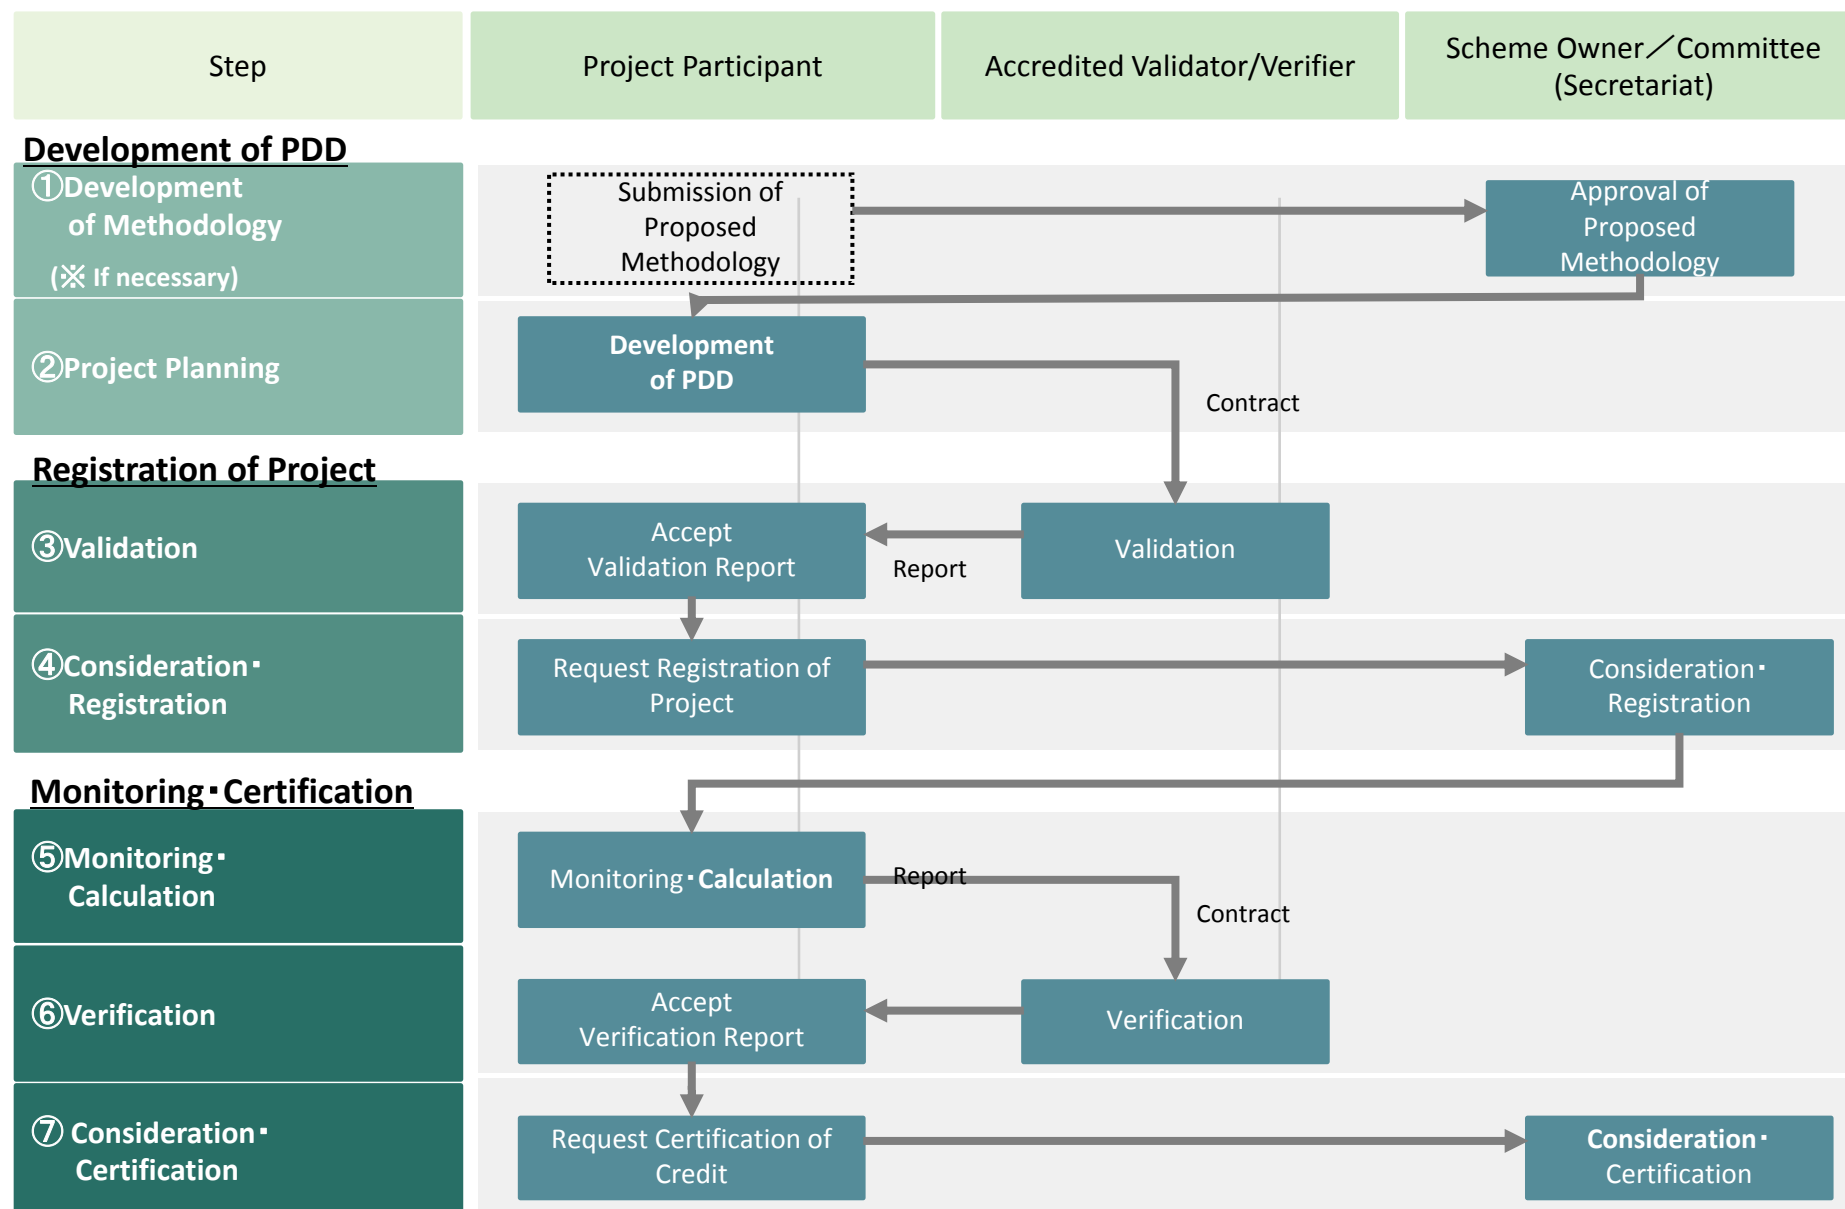 Step
Project Participant
Accredited Validator/Verifier
Scheme Owner／Committee
(Secretariat)
Development of PDD
①Development
of Methodology
(※ If necessary)
Submission of
Proposed
Methodology
Approval of
Proposed
Methodology
②Project Planning
Development
of PDD
Contract
Registration of Project
③Validation
Accept
Validation Report
Report
Validation
④Consideration・
Registration
Request Registration of
Project
Consideration・
Registration
Monitoring・Certification
⑤Monitoring・
Calculation
Monitoring・Calculation
Report
Contract
⑥Verification
Accept
Verification Report
Verification
⑦ Consideration・
Certification
Request Certification of
Credit
Consideration・
Certification